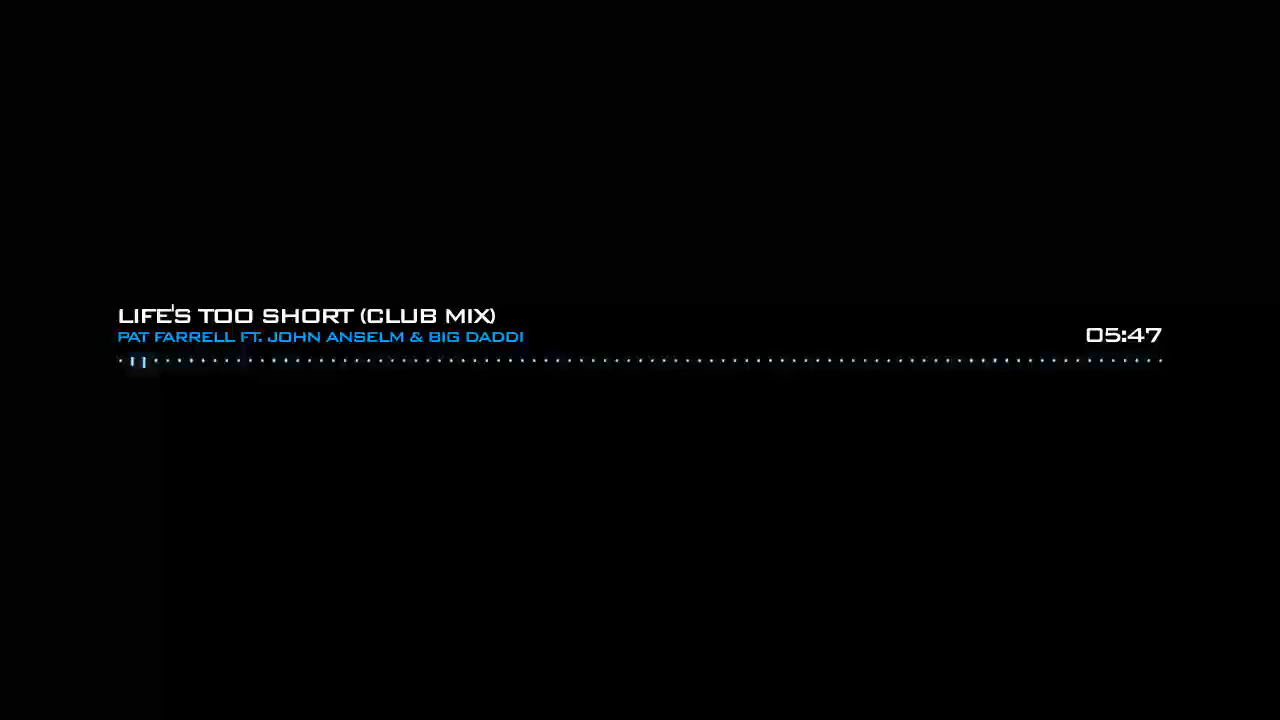 LIFE'S TOO SHORT (CLUB MIX)
PAT FARRELL FT. JOHN ANSELM & BIG DADDI
05:47